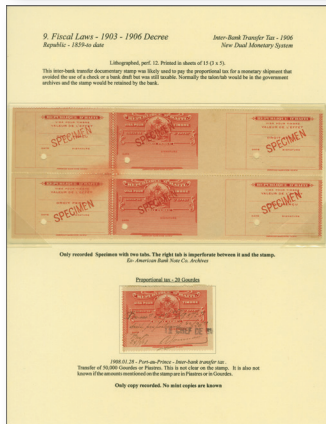 9. Fiscal Laws - 1903 - 1906 Decree
Inter-Bank Transfer Tax - 1906
Republic - 1859-to date
New Dual Monetary System
Lithographed, perf. 12. Printed in sheets of 15 (3 x 5).
This inter-bank transfer documentary stamp was likely used to pay the proportional tax for a monetary shipment that
avoided the use of a check or a bank draft but was still taxable. Normally the talon/tab would be in the government
archives and the stamp would be retained by the bank.
SPECIMEN SPECIMEN SPECIMEN
SPECIMEN SPECIMEN SPECIMEN
Only recorded Specimen with two tabs. The right tab is imperforate between it and the stamp.
Ex- American Bank Note Co. Archives
Proportional tax - 20 Gourdes
1908.01.28 - Port-au-Prince - Inter-bank transfer tax.
Transfer of 50,000 Gourdes or Piastres. This is not clear on the stamp. It is also not
known if the amounts mentioned on the stamp are in Piastres or in Gourdes.
Only copy recorded. No mint copies are known